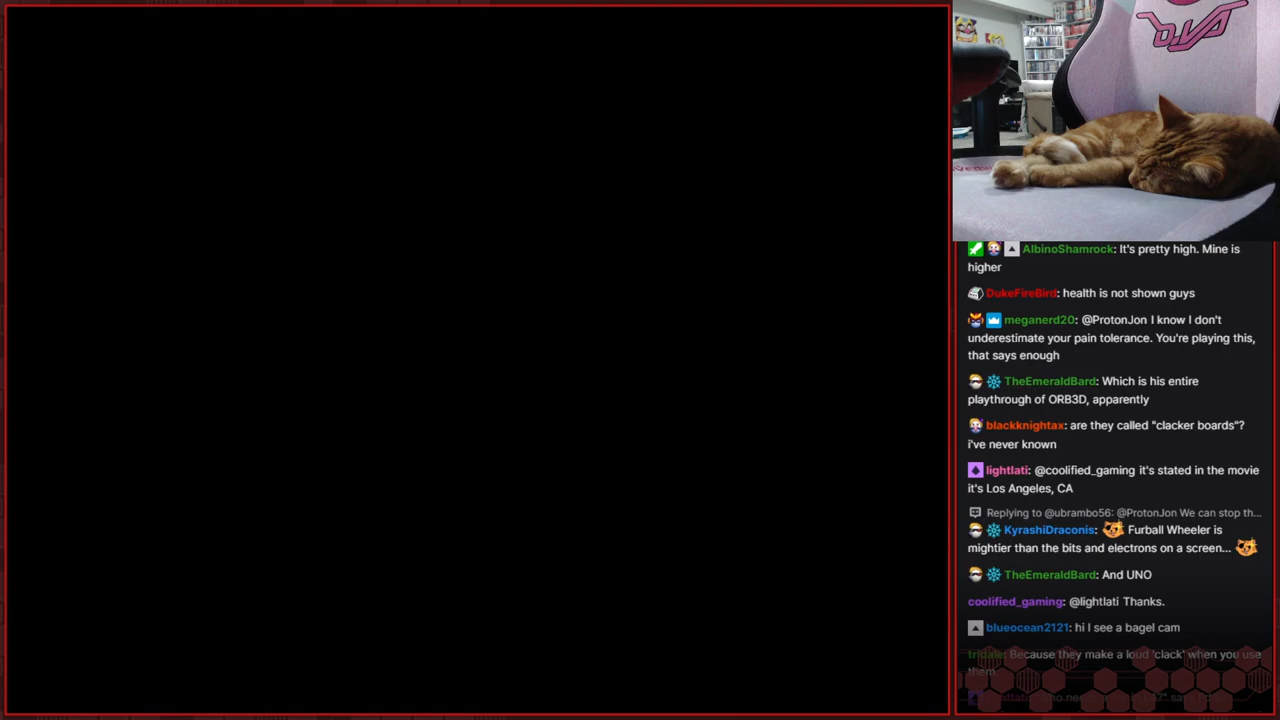 D.VA
AlbinoShamrock: It's pretty high. Mine is
higher
DukeFireBird: health is not shown guys
meganerd20: @ProtonJon I know I don't
underestimate your pain tolerance. You're playing this,
that says enough
TheEmeraldBard: Which is his entire
playthrough of ORB3D, apparently
blackknightax: are they called "clacker boards"?
i've never known
lightlati: @coolified_gaming it's stated in the movie
it's Los Angeles, CA
Replying to @ubrambo56: @ProtonJon We can stop th...
KyrashiDraconis: Furball Wheeler is
mightier than the bits and electrons on a screen...
TheEmeraldBard: And UNO
coolified_gaming: @lightlati Thanks.
blueocean2121: hi I see a bagel cam
Because they make a loud 'clack' when you use
them.